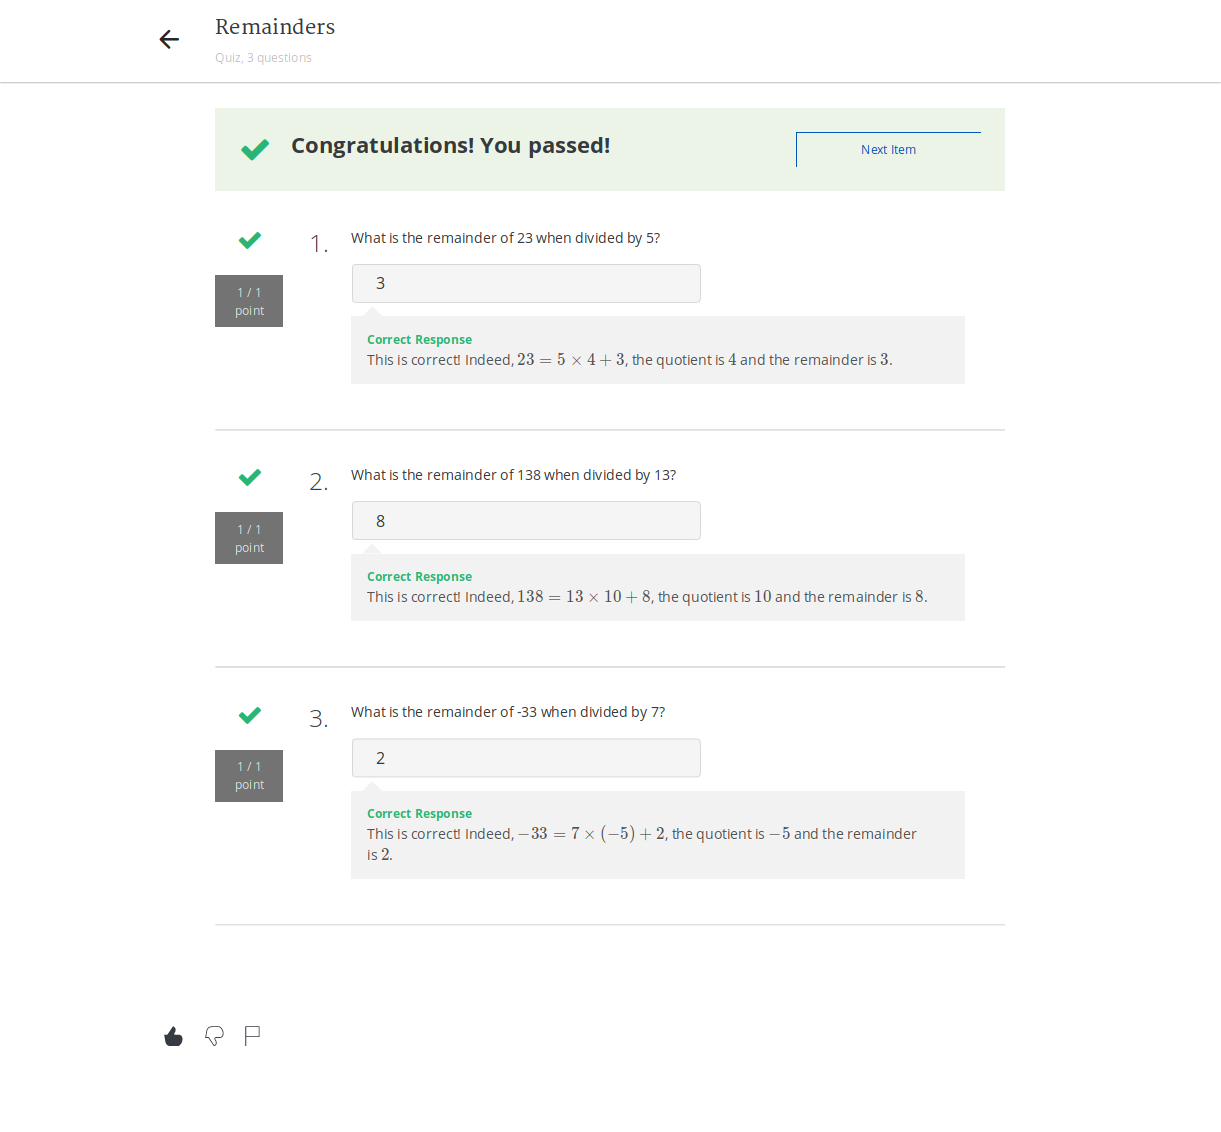 Remainders
Quiz, 3 questions
Congratulations! You passed!
Next Item
1.
What is the remainder of 23 when divided by 5?
3
1 / 1
point
Correct Response
This is correct! Indeed, 23 = 5 × 4 + 3, the quotient is 4 and the remainder is 3.
2.
What is the remainder of 138 when divided by 13?
8
1 / 1
point
Correct Response
This is correct! Indeed, 138 = 13 × 10 + 8, the quotient is 10 and the remainder is 8.
3.
What is the remainder of -33 when divided by 7?
2
1 / 1
point
Correct Response
This is correct! Indeed, −33 = 7 × (−5) + 2, the quotient is −5 and the remainder
is 2.